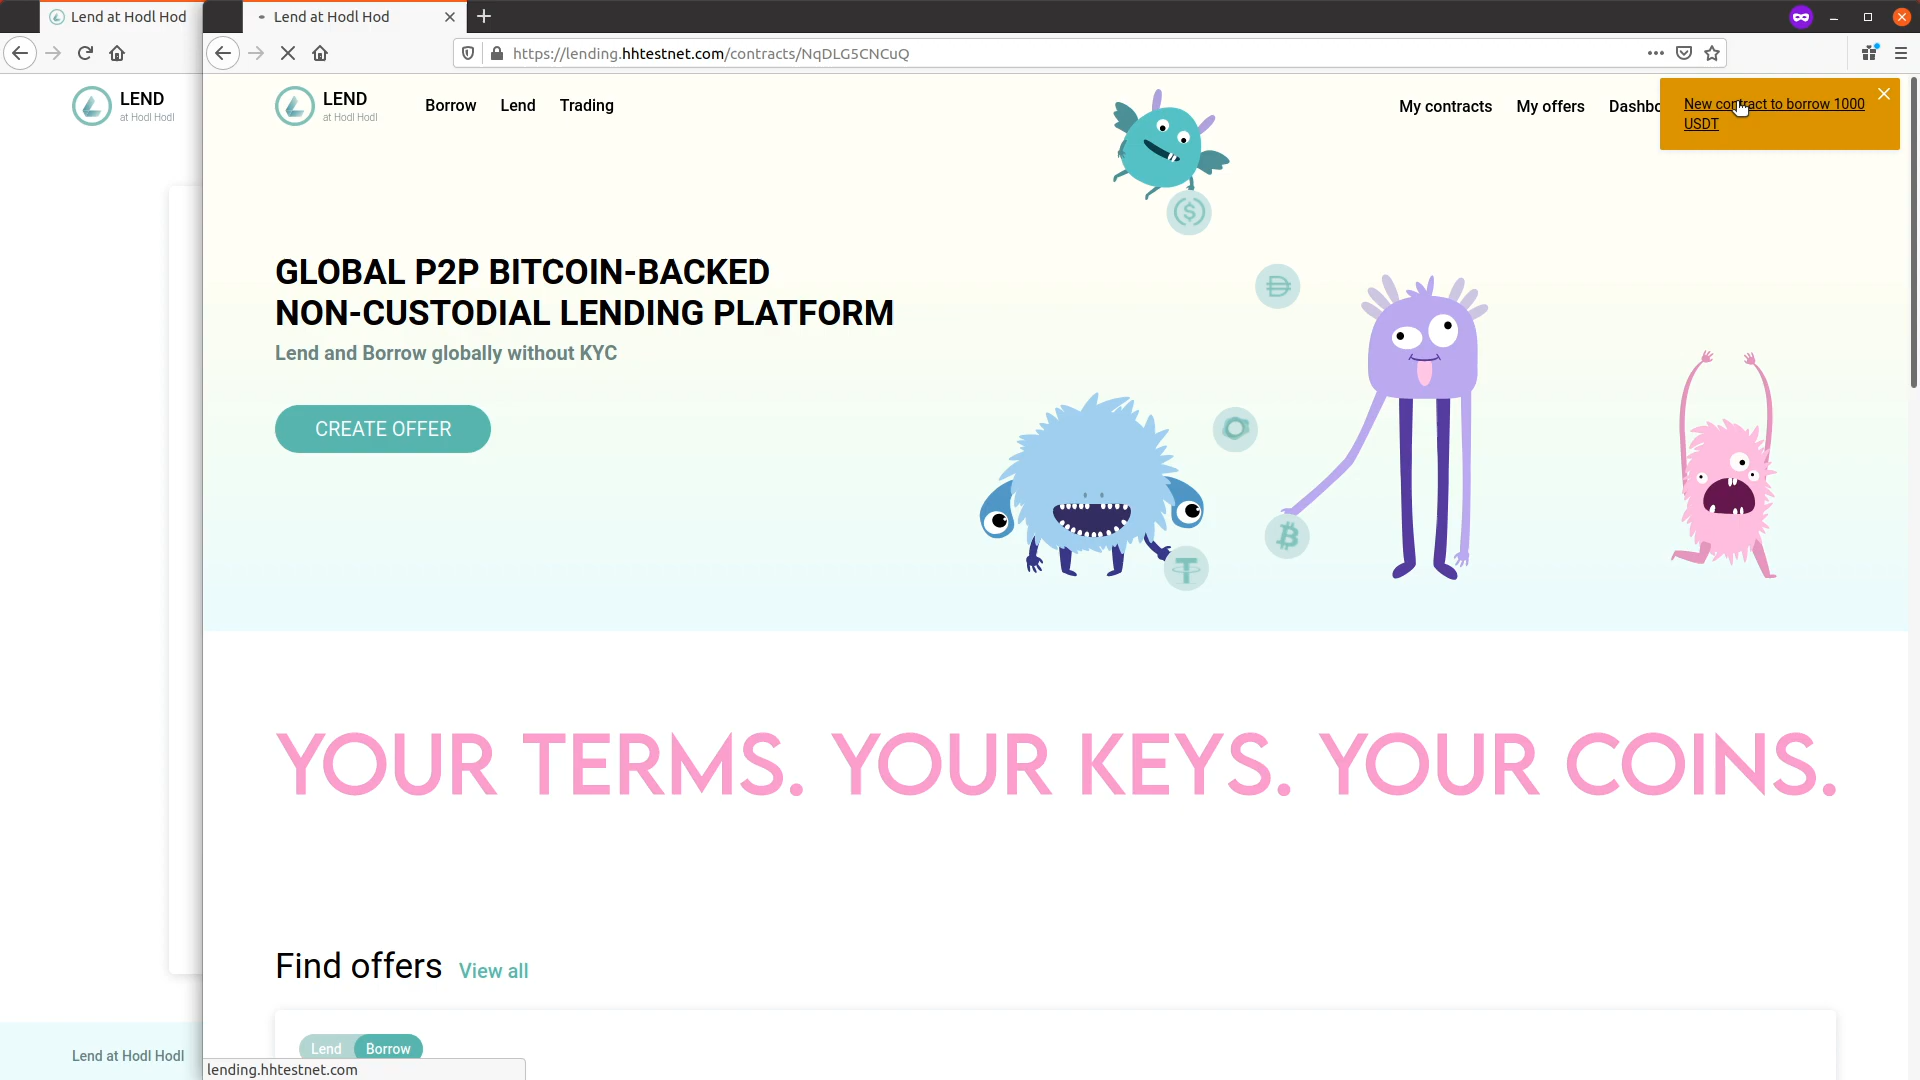 Lend at Hodl Hod
Lend at Hodl Hod
https://lending.hhtestnet.com/contracts/NqDLG5CNCuQ
LEND
at Hodl Hodl
LEND
at Hodl Hodl
Borrow
Lend
Trading
My contracts
My offers
Dashbo
New contract to borrow 1000
USDT
GLOBAL P2P BITCOIN-BACKED
NON-CUSTODIAL LENDING PLATFORM
Lend and Borrow globally without KYC
CREATE OFFER
YOUR TERMS. YOUR KEYS. YOUR COINS.
Find offers
View all
Lend
Borrow
Lend at Hodl Hodl
lending.hhtestnet.com